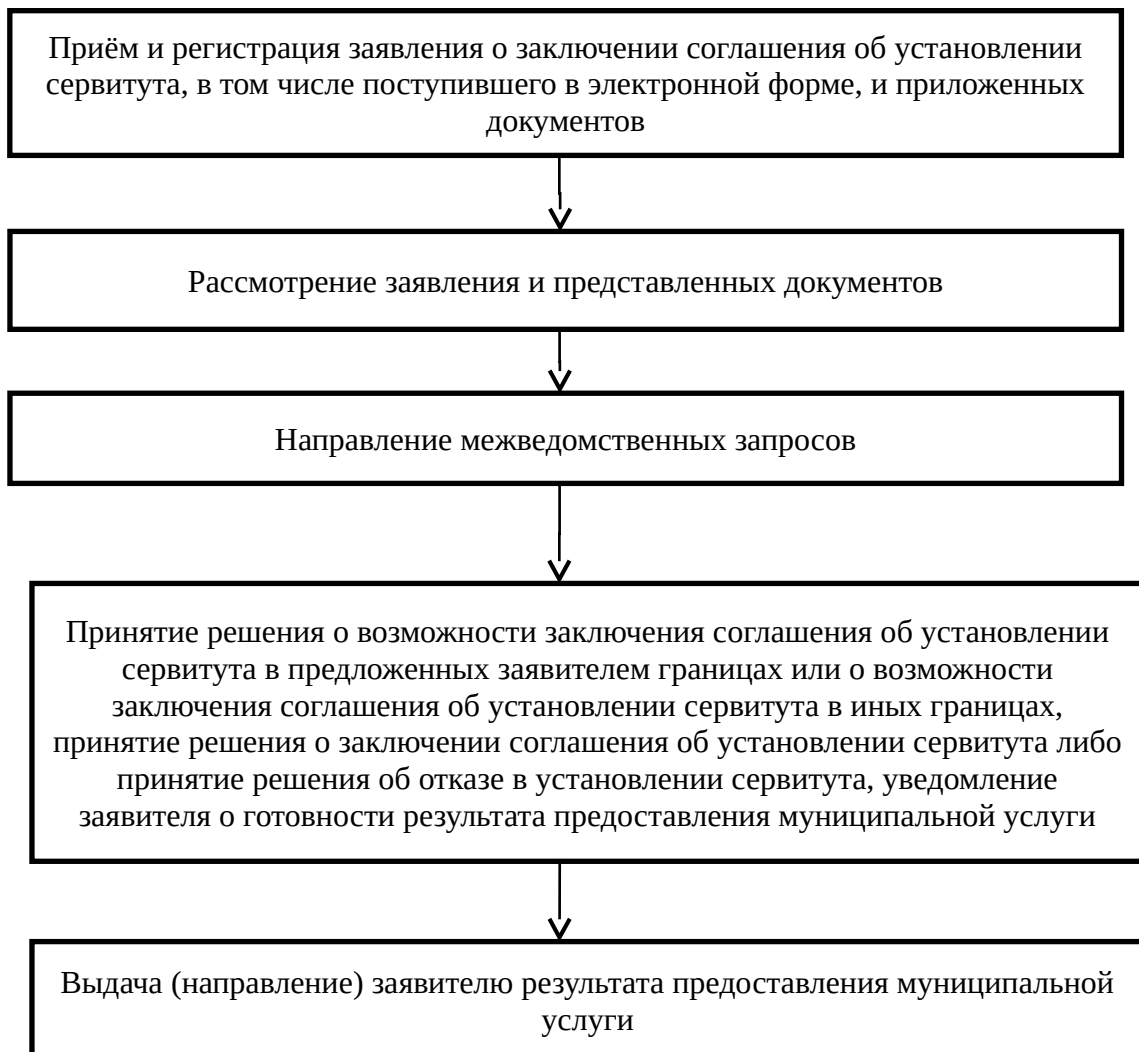 Приём и регистрация заявления о заключении соглашения об установлении
сервитута, в том числе поступившего в электронной форме, и приложенных
документов
Рассмотрение заявления и представленных документов
Направление межведомственных запросов
Принятие решения о возможности заключения соглашения об установлении
сервитута в предложенных заявителем границах или о возможности
заключения соглашения об установлении сервитута в иных границах,
принятие решения о заключении соглашения об установлении сервитута либо
принятие решения об отказе в установлении сервитута, уведомление
заявителя о готовности результата предоставления муниципальной услуги
Выдача (направление) заявителю результата предоставления муниципальной
услуги